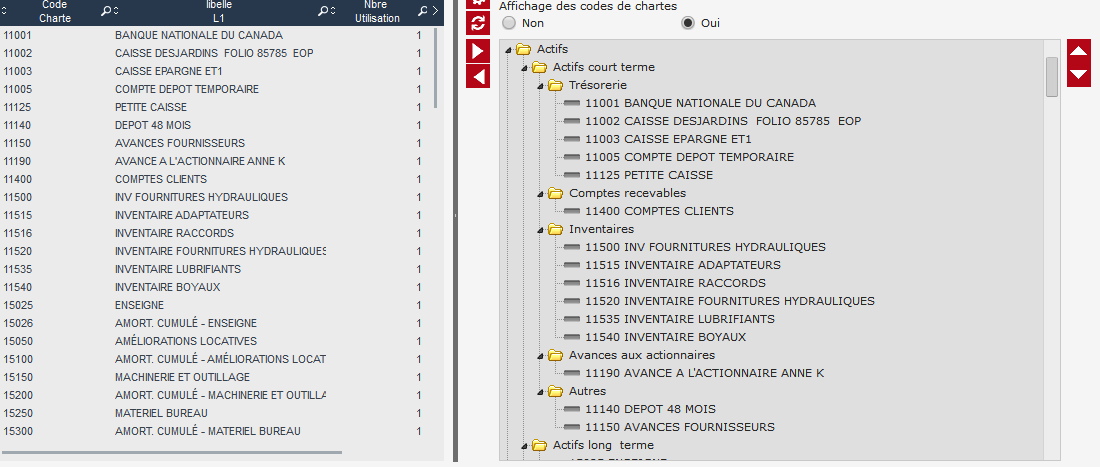 Code
Charte
libelle
L1
Nbre
Utilisation
11001 BANQUE NATIONALE DU CANADA 1
11002 CAISSE DESJARDINS  FOLIO 85785  EOP 1
11003 CAISSE EPARGNE ET1 1
11005 COMPTE DEPOT TEMPORAIRE 1
11125 PETITE CAISSE 1
11140 DEPOT 48 MOIS 1
11150 AVANCES FOURNISSEURS 1
11190 AVANCE A L'ACTIONNAIRE ANNE K 1
11400 COMPTES CLIENTS 1
11500 INV FOURNITURES HYDRAULIQUES 1
11515 INVENTAIRE ADAPTATEURS 1
11516 INVENTAIRE RACCORDS 1
11520 INVENTAIRE FOURNITURES HYDRAULIQUES 1
11535 INVENTAIRE LUBRIFIANTS 1
11540 INVENTAIRE BOYAUX 1
15025 ENSEIGNE 1
15026 AMORT. CUMULÉ - ENSEIGNE 1
15050 AMÉLIORATIONS LOCATIVES 1
15100 AMORT. CUMULÉ - AMÉLIORATIONS LOCAT 1
15150 MACHINERIE ET OUTILLAGE 1
15200 AMORT. CUMULÉ - MACHINERIE ET OUTILLA 1
15250 MATERIEL BUREAU 1
15300 AMORT. CUMULÉ - MATERIEL BUREAU 1
Affichage des codes de chartes
Non Oui
Actifs
Actifs court terme
Trésorerie
11001 BANQUE NATIONALE DU CANADA
11002 CAISSE DESJARDINS  FOLIO 85785  EOP
11003 CAISSE EPARGNE ET1
11005 COMPTE DEPOT TEMPORAIRE
11125 PETITE CAISSE
Comptes recevables
11400 COMPTES CLIENTS
Inventaires
11500 INV FOURNITURES HYDRAULIQUES
11515 INVENTAIRE ADAPTATEURS
11516 INVENTAIRE RACCORDS
11520 INVENTAIRE FOURNITURES HYDRAULIQUES
11535 INVENTAIRE LUBRIFIANTS
11540 INVENTAIRE BOYAUX
Avances aux actionnaires
11190 AVANCE A L'ACTIONNAIRE ANNE K
Autres
11140 DEPOT 48 MOIS
11150 AVANCES FOURNISSEURS
Actifs long  terme